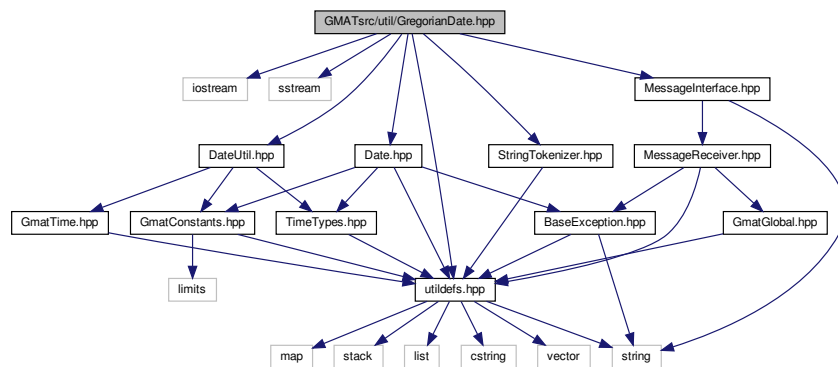 GMATsrc/util/GregorianDate.hpp
iostream
sstream
MessageInterface.hpp
DateUtil.hpp
Date.hpp
StringTokenizer.hpp
MessageReceiver.hpp
GmatTime.hpp
GmatConstants.hpp
TimeTypes.hpp
BaseException.hpp
GmatGlobal.hpp
limits
utildefs.hpp
map
stack
list
cstring
vector
string